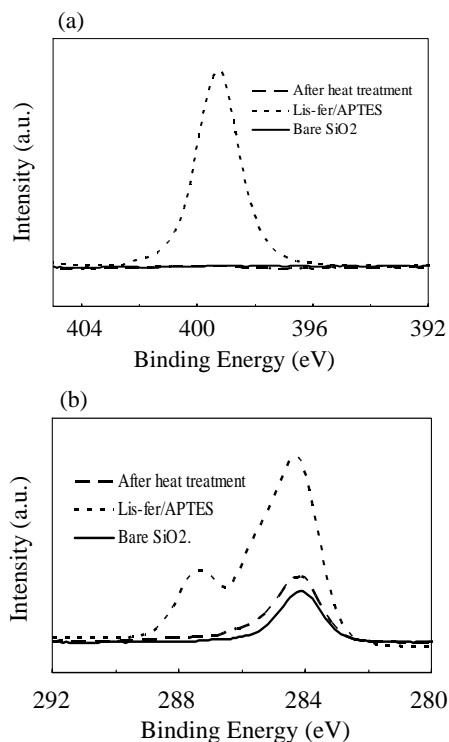 (a)
Intensity (a.u.)
After heat treatment
Lis-fer/APTES
Bare SiO2
404 400 396 392
Binding Energy (eV)
(b)
Intensity (a.u.)
After heat treatment
Lis-fer/APTES
Bare SiO2.
292 288 284 280
Binding Energy (eV)